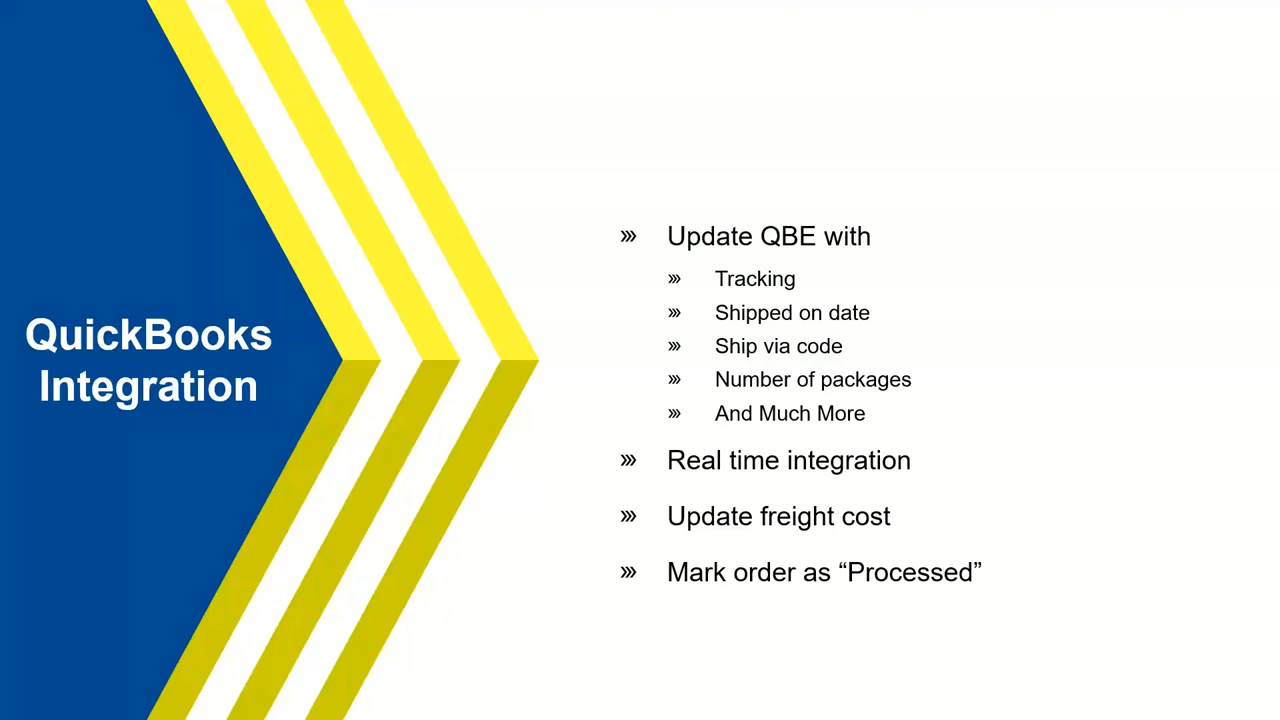 QuickBooks
Integration
Update QBE with
Tracking
Shipped on date
Ship via code
Number of packages
And Much More
Real time integration
Update freight cost
Mark order as “Processed”